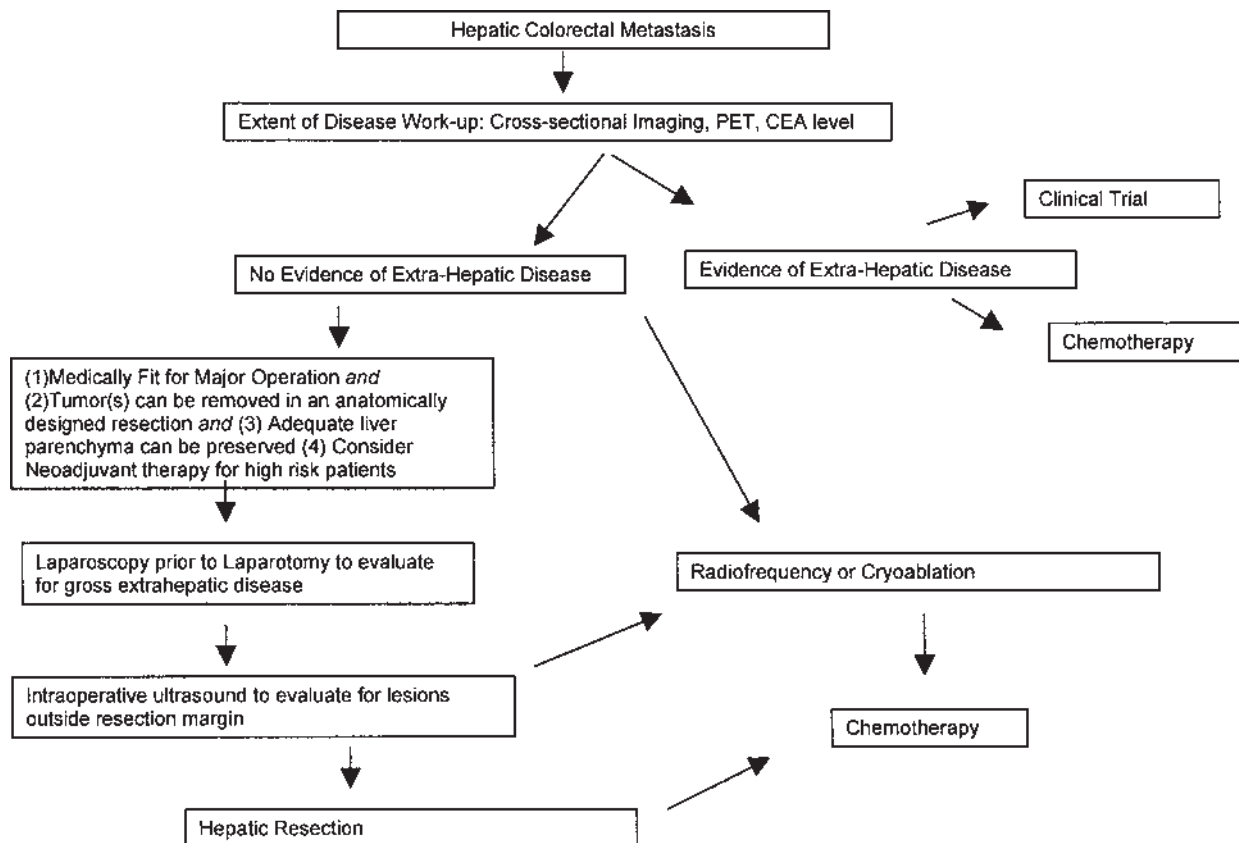 Hepatic Colorectal Metastasis
Extent of Disease Work-up: Cross-sectional Imaging, PET, CEA level
Clinical Trial
No Evidence of Extra-Hepatic Disease
Evidence of Extra-Hepatic Disease
Chemotherapy
(1)Medically Fit for Major Operation and
(2)Tumor(s) can be removed in an anatomically
designed resection and (3) Adequate liver
parenchyma can be preserved (4) Consider
Neoadjuvant therapy for high risk patients
Laparoscopy prior to Laparotomy to evaluate
for gross extrahepatic disease
Radiofrequency or Cryoablation
Intraoperative ultrasound to evaluate for lesions
outside resection margin
Chemotherapy
Hepatic Resection